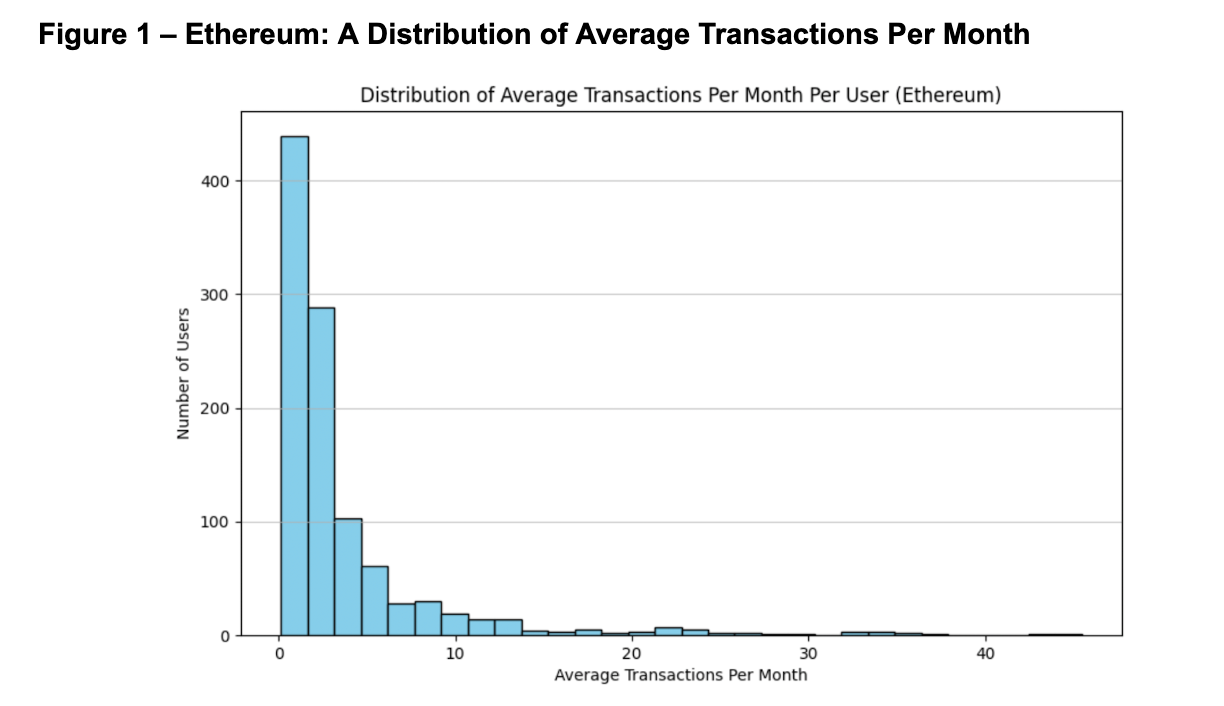 Figure 1 – Ethereum: A Distribution of Average Transactions Per Month
Distribution of Average Transactions Per Month Per User (Ethereum)
Number of Users
400
300
200
100
0
0 10 20 30 40
Average Transactions Per Month